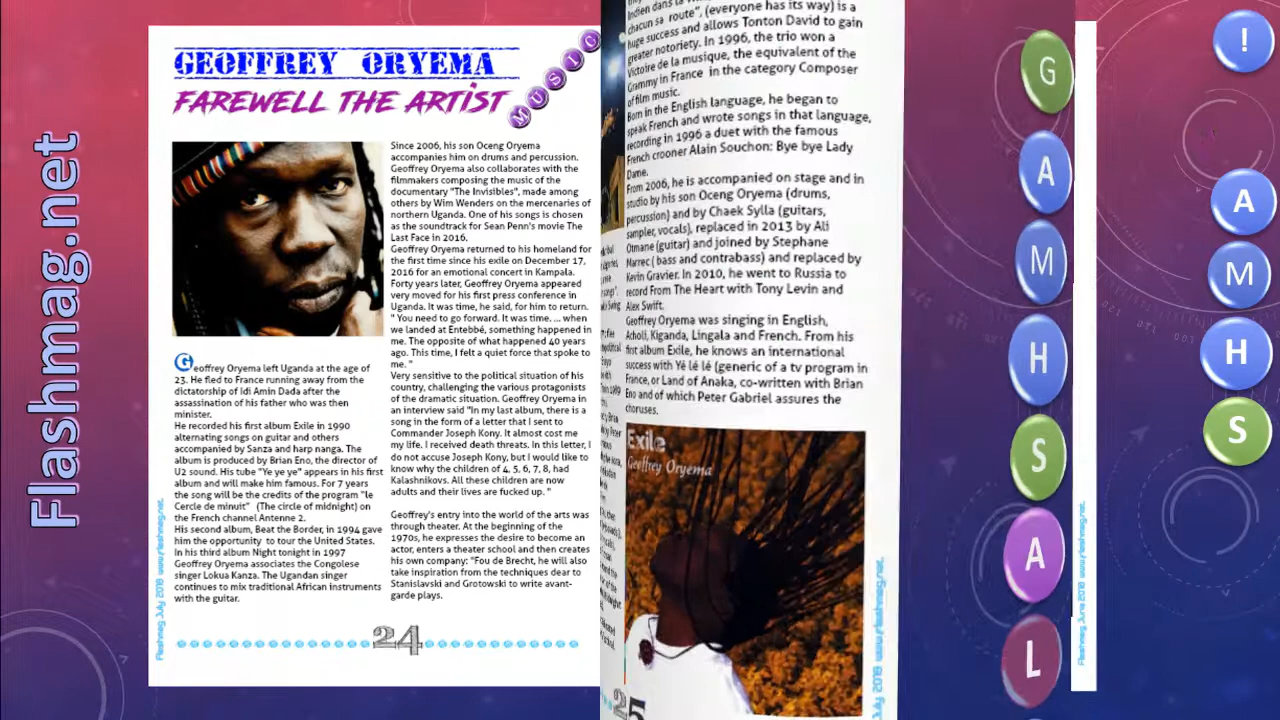 Flashmag.net
GEOFFREY ORYEMA
FAREWELL THE ARTIST
MUSIC
Geoffrey Oryema left Uganda at the age of
23. He fled to France running away from the
dictatorship of Idi Amin Dada after the
assassination of his father who was then
minister.
He recorded his first album Exile in 1990
alternating songs on guitar and others
accompanied by Sanza and harp nanga. The
album is produced by Brian Eno, the director of
U2 sound. His tube "Ye ye ye" appears in his first
album and will make him famous. For 7 years
the song will be the credits of the program "le
Cercle de minuit" (The circle of midnight) on
the French channel Antenne 2.
His second album, Beat the Border, in 1994 gave
him the opportunity to tour the United States.
In his third album Night tonight in 1997
Geoffrey Oryema associates the Congolese
singer Lokua Kanza. The Ugandan singer
continues to mix traditional African instruments
with the guitar.
Since 2006, his son Oceng Oryema
accompanies him on drums and percussion.
Geoffrey Oryema also collaborates with the
filmmakers composing the music of the
documentary "The Invisibles", made among
others by Wim Wenders on the mercenaries of
northern Uganda. One of his songs is chosen
as the soundtrack for Sean Penn's movie The
Last Face in 2016.
Geoffrey Oryema returned to his homeland for
the first time since his exile on December 17,
2016 for an emotional concert in Kampala.
Forty years later, Geoffrey Oryema appeared
very moved for his first press conference in
Uganda. It was time, he said, for him to return.
" You need to go forward. It was time. ... when
we landed at Entebbé, something happened in
me. The opposite of what happened 40 years
ago. This time, I felt a quiet force that spoke to
me. "
Very sensitive to the political situation of his
country, challenging the various protagonists
of the dramatic situation. Geoffrey Oryema in
an interview said "In my last album, there is a
song in the form of a letter that I sent to
Commander Joseph Kony. It almost cost me
my life. I received death threats. In this letter, I
do not accuse Joseph Kony, but I would like to
know why the children of 4, 5, 6, 7, 8, had
Kalashnikovs. All these children are now
adults and their lives are fucked up. "
Geoffrey's entry into the world of the arts was
through theater. At the beginning of the
1970s, he expresses the desire to become an
actor, enters a theater school and then creates
his own company: "Fou de Brecht, he will also
take inspiration from the techniques dear to
Stanislavski and Grotowski to write avant-
garde plays.
Flashmag July 2018 www.flashmag.net
24
Indien dans la
chacun sa route", (everyone has its way) is a
huge success and allows Tonton David to gain
greater notoriety. In 1996, the trio won a
Victoire de la musique, the equivalent of the
Grammy in France in the category Composer
of film music.
Born in the English language, he began to
speak French and wrote songs in that language,
recording in 1996 a duet with the famous
French crooner Alain Souchon: Bye bye Lady
Dame.
From 2006, he is accompanied on stage and in
studio by his son Oceng Oryema (drums,
percussion) and by Chaek Sylla (guitars,
sampler, vocals), replaced in 2013 by Ali
Otmane (guitar) and joined by Stephane
Marrec ( bass and contrabass) and replaced by
Kevin Gravier. In 2010, he went to Russia to
record From The Heart with Tony Levin and
Alex Swift.
Geoffrey Oryema was singing in English,
Acholi, Kiganda, Lingala and French. From his
first album Exile, he knows an international
success with Yé lé lé (generic of a tv program in
France, or Land of Anaka, co-written with Brian
Eno and of which Peter Gabriel assures the
choruses.
Exile
Geoffrey Oryema
25
July 2018 www.flashmag.net
G
A
M
H
S
A
L
Flashmag June 2018 www.flashmag.net
!
A
M
H
S